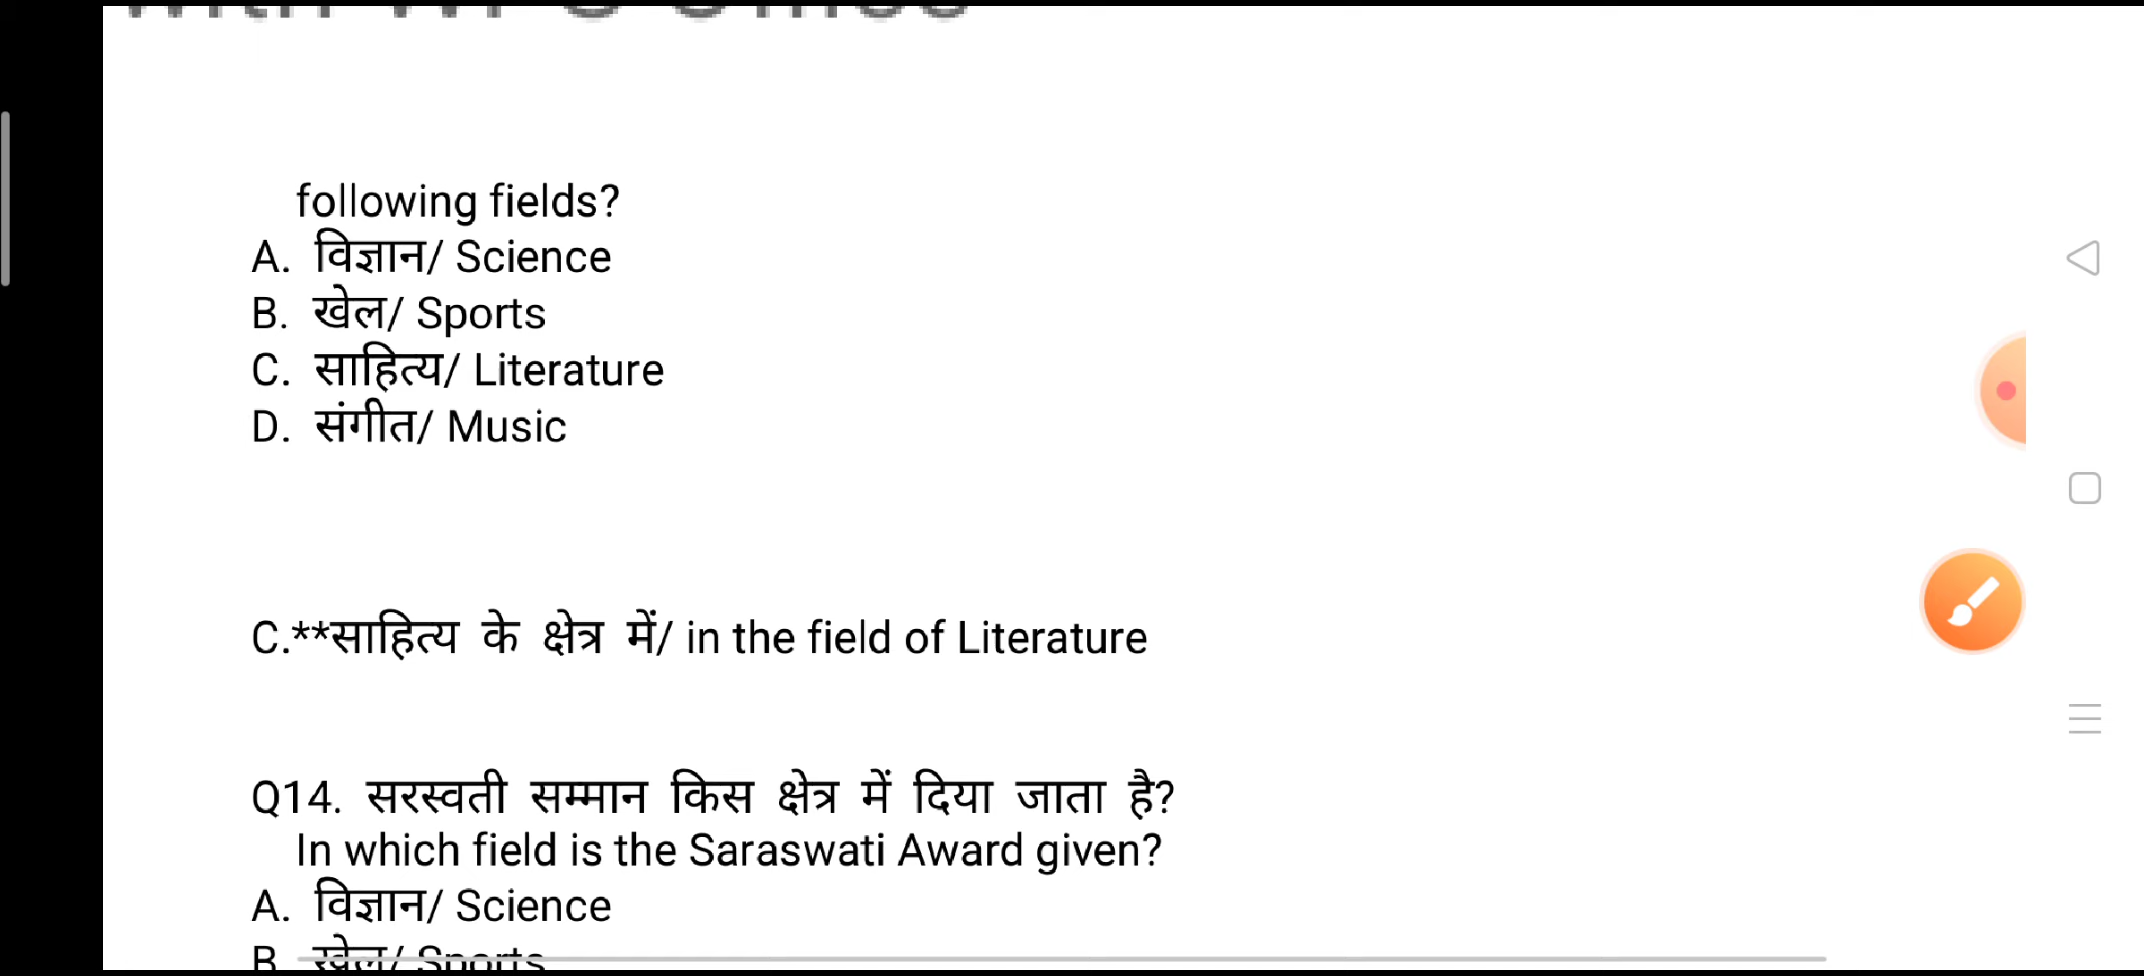 following fields?
A. विज्ञान/ Science
B. खेल/ Sports
C. साहित्य/ Literature
D. संगीत/ Music
C.**साहित्य के क्षेत्र में/ in the field of Literature
Q14. सरस्वती सम्मान किस क्षेत्र में दिया जाता है?
In which field is the Saraswati Award given?
A. विज्ञान/ Science
B. खेल/ Sports